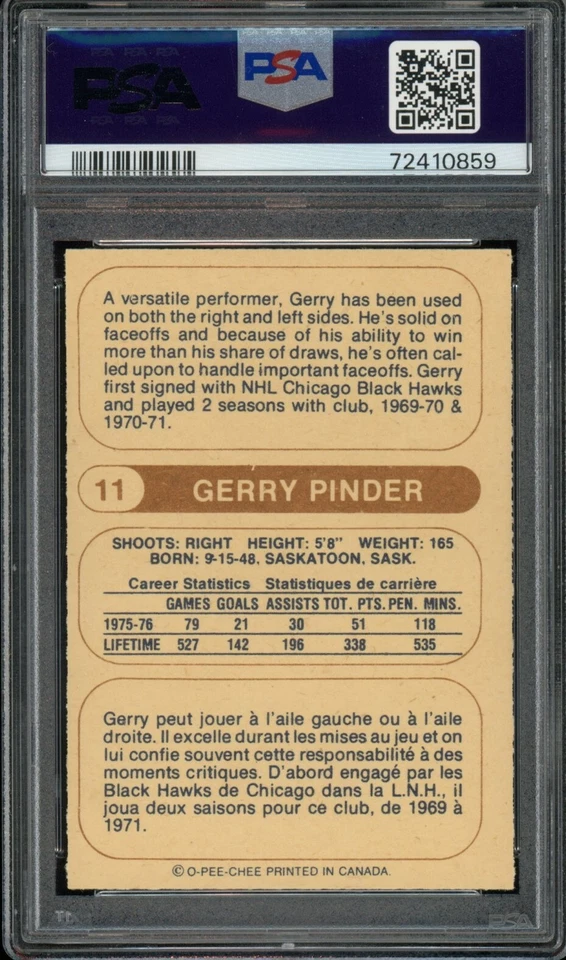 PSA
PSA
72410859
A versatile performer, Gerry has been used
on both the right and left sides. He's solid on
faceoffs and because of his ability to win
more than his share of draws, he's often cal-
led upon to handle important faceoffs. Gerry
first signed with NHL Chicago Black Hawks
and played 2 seasons with club, 1969-70 &
1970-71.
11 GERRY PINDER
SHOOTS: RIGHT HEIGHT: 5'8" WEIGHT: 165
BORN: 9-15-48, SASKATOON, SASK.
Career Statistics Statistiques de carrière
GAMES GOALS ASSISTS TOT. PTS. PEN. MINS.
1975-76 79 21 30 51 118
LIFETIME 527 142 196 338 535
Gerry peut jouer à l'aile gauche ou à l'aile
droite. Il excelle durant les mises au jeu et on
lui confie souvent cette responsabilité à des
moments critiques. D'abord engagé par les
Black Hawks de Chicago dans la L.N.H., il
joua deux saisons pour ce club, de 1969 à
1971.
© O-PEE-CHEE PRINTED IN CANADA.
PSA